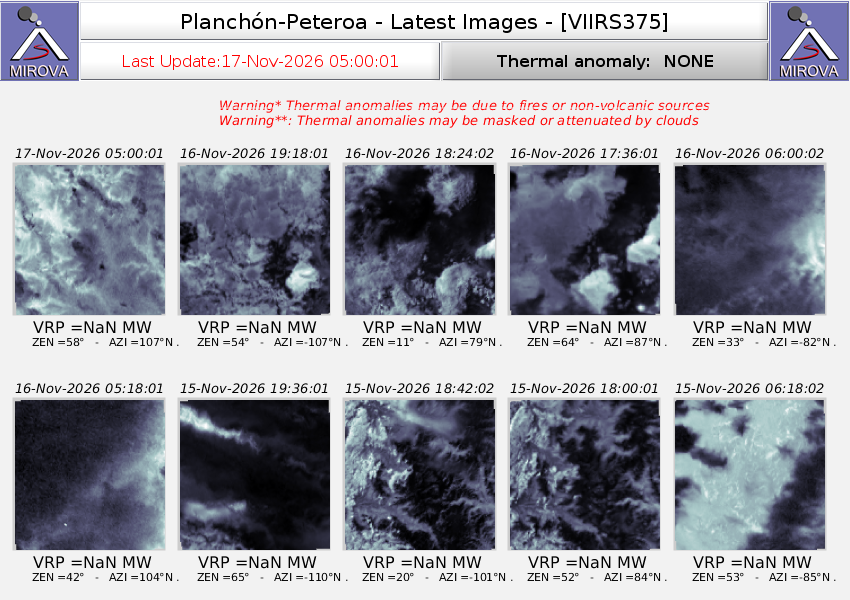 Planchón-Peteroa - Latest Images - [VIIRS375]
MIROVA
Last Update:17-Nov-2026 05:00:01
Thermal anomaly: NONE
MIROVA
Warning* Thermal anomalies may be due to fires or non-volcanic sources
Warning**: Thermal anomalies may be masked or attenuated by clouds
17-Nov-2026 05:00:01 16-Nov-2026 19:18:01 16-Nov-2026 18:24:02 16-Nov-2026 17:36:01 16-Nov-2026 06:00:02
VRP =NaN MW VRP =NaN MW VRP =NaN MW VRP =NaN MW VRP =NaN MW
ZEN =58° - AZI =107°N . ZEN =54° - AZI =-107°N . ZEN =11° - AZI =79°N . ZEN =64° - AZI =87°N . ZEN =33° - AZI =-82°N .
16-Nov-2026 05:18:01 15-Nov-2026 19:36:01 15-Nov-2026 18:42:02 15-Nov-2026 18:00:01 15-Nov-2026 06:18:02
VRP =NaN MW VRP =NaN MW VRP =NaN MW VRP =NaN MW VRP =NaN MW
ZEN =42° - AZI =104°N . ZEN =65° - AZI =-110°N . ZEN =20° - AZI =-101°N . ZEN =52° - AZI =84°N . ZEN =53° - AZI =-85°N .